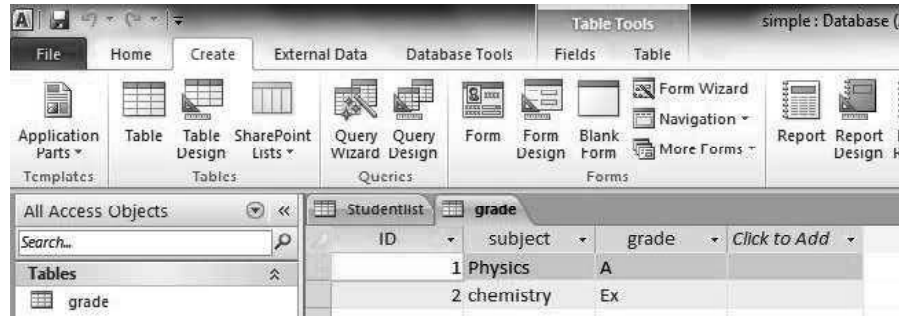 A
Table Tools
simple : Database (
File Home Create External Data Database Tools Fields Table
Application Parts
Table
Table Design
SharePoint Lists
Query Wizard
Query Design
Form
Form Design
Blank Form
Form Wizard
Navigation
More Forms
Report
Report Design
Templates Tables Queries Forms
All Access Objects
Search...
Tables
grade
Studentlist grade
ID subject grade Click to Add
1 Physics A
2 chemistry Ex